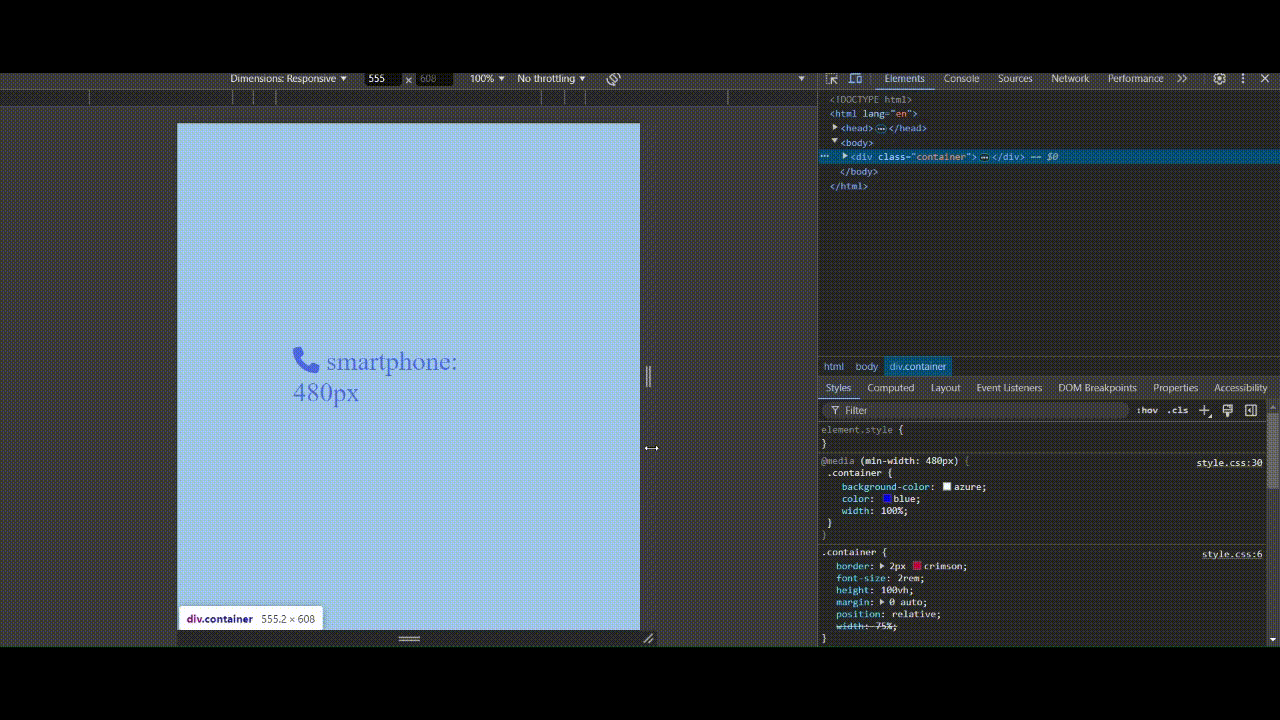 Dimensions: Responsive 555 × 608 100% No throttling
Elements Console Sources Network Performance
<!DOCTYPE html>
<html lang="en">
<head> … </head>
<body>
… <div class="container"> … </div> == $0
</body>
</html>
smartphone:
480px
div.container 555.2 × 608
html body div.container
Styles Computed Layout Event Listeners DOM Breakpoints Properties Accessibility
Filter :hov .cls
element.style {
}
@media (min-width: 480px) { style.css:30
.container {
background-color: azure;
color: blue;
width: 100%;
}
}
.container { style.css:6
border: 2px crimson;
font-size: 2rem;
height: 100vh;
margin: 0 auto;
position: relative;
width: 75%;
}